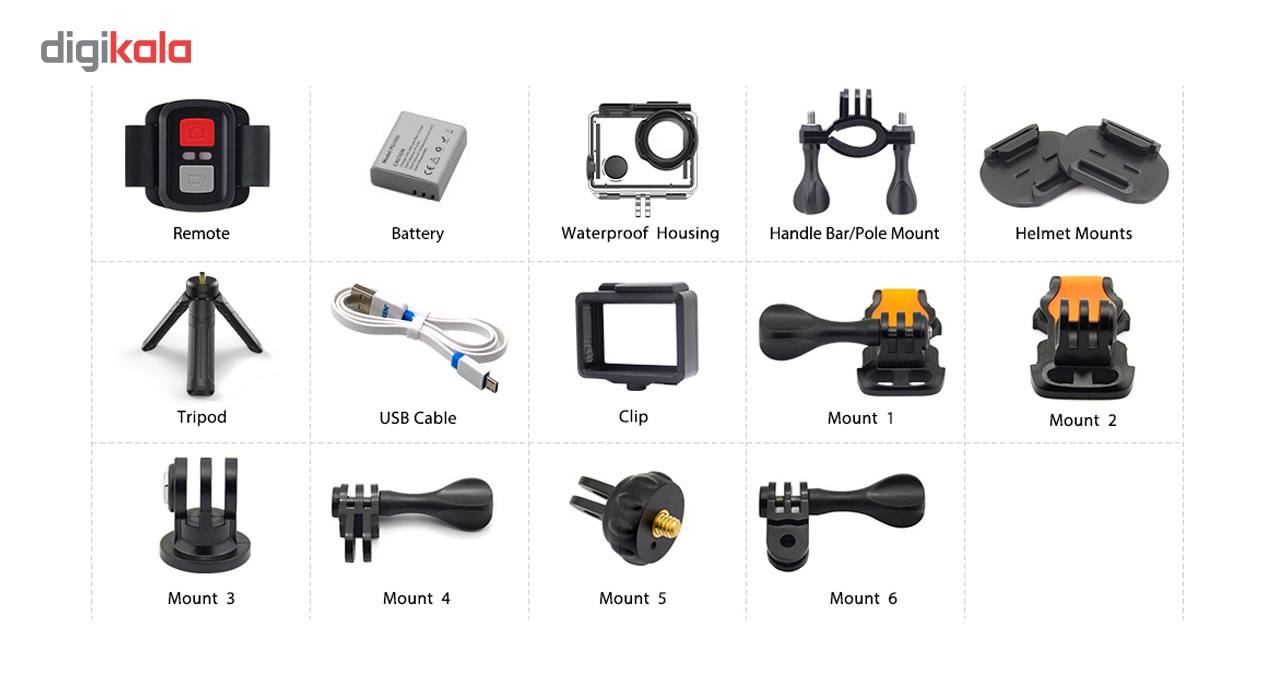 digikala
Remote
Battery
Waterproof Housing
Handle Bar/Pole Mount
Helmet Mounts
Tripod
USB Cable
Clip
Mount 1
Mount 2
Mount 3
Mount 4
Mount 5
Mount 6